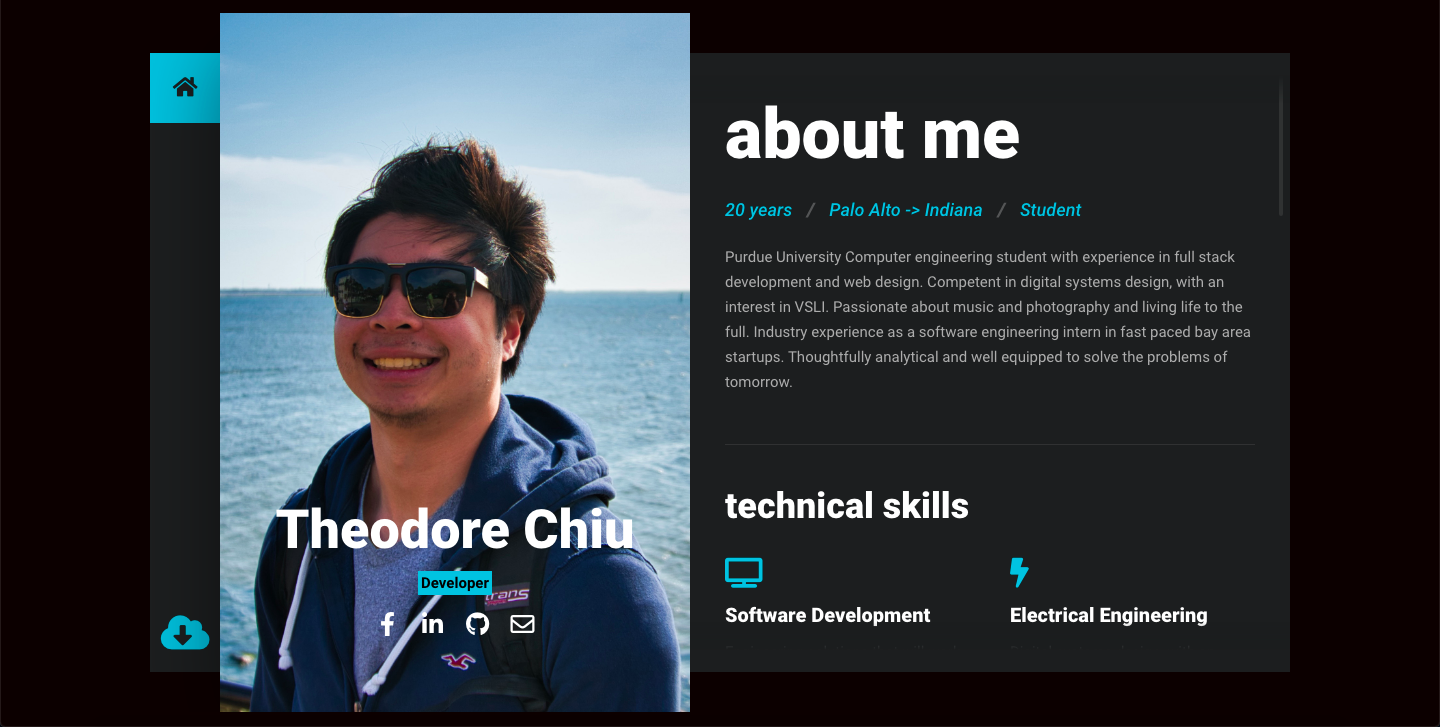 about me
20 years / Palo Alto -> Indiana / Student
Purdue University Computer engineering student with experience in full stack
development and web design. Competent in digital systems design, with an
interest in VSLI. Passionate about music and photography and living life to the
full. Industry experience as a software engineering intern in fast paced bay area
startups. Thoughtfully analytical and well equipped to solve the problems of
tomorrow.
Theodore Chiu
Developer
trans
technical skills
Software Development
Electrical Engineering